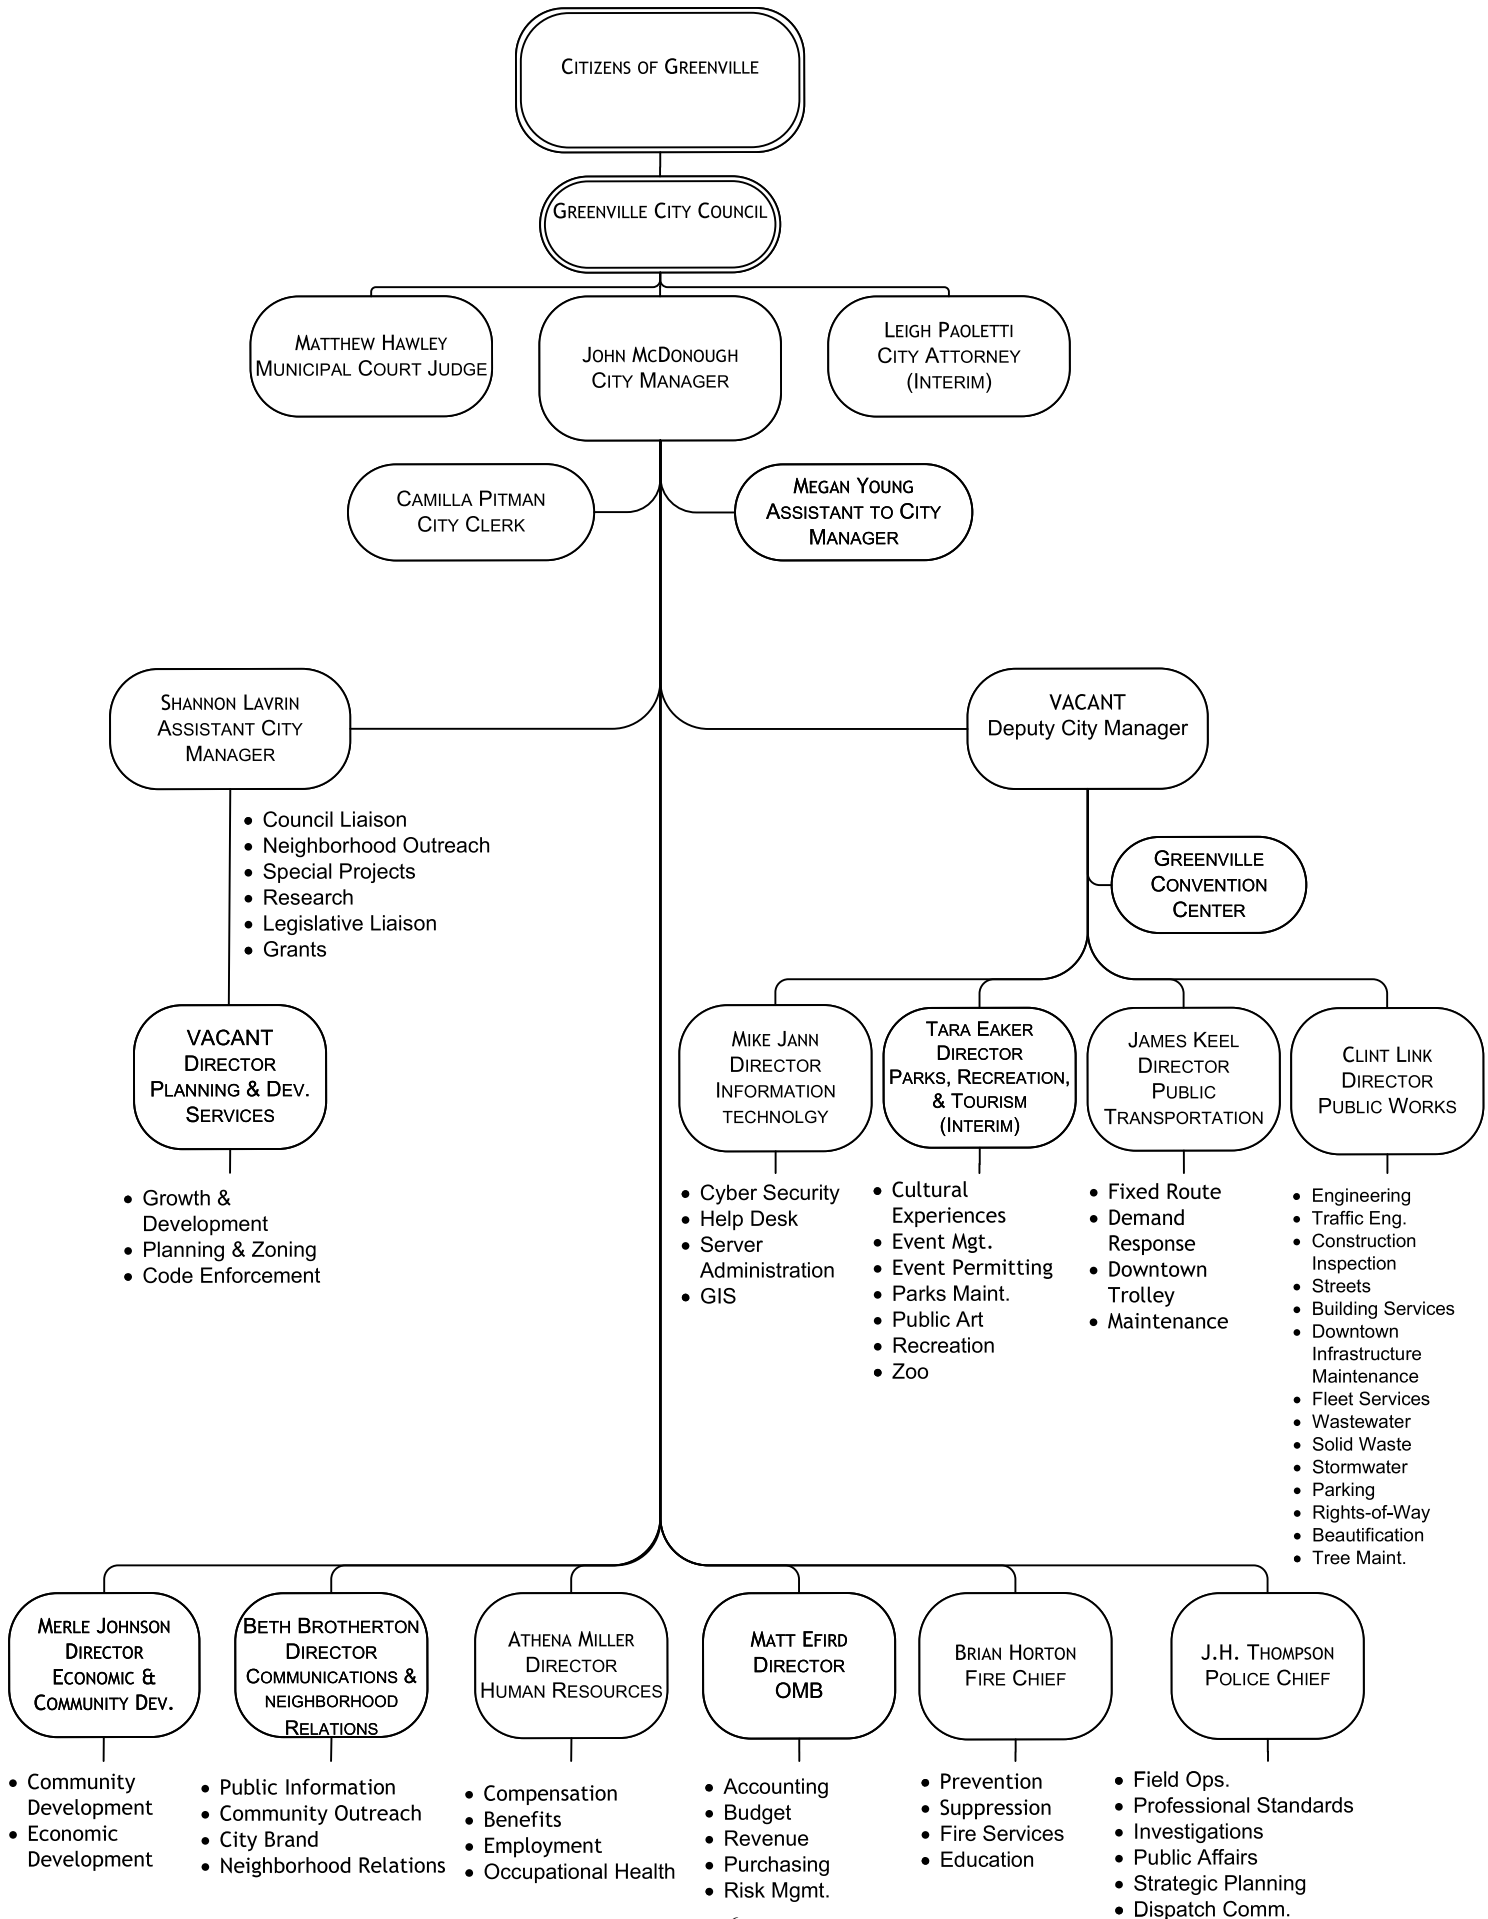 CITIZENS OF GREENVILLE
GREENVILLE CITY COUNCIL
MATTHEW HAWLEY
MUNICIPAL COURT JUDGE
JOHN MCDONOUGH
CITY MANAGER
LEIGH PAOLETTI
CITY ATTORNEY
(INTERIM)
CAMILLA PITMAN
CITY CLERK
MEGAN YOUNG
ASSISTANT TO CITY
MANAGER
SHANNON LAVRIN
ASSISTANT CITY
MANAGER
VACANT
Deputy City Manager
• Council Liaison
• Neighborhood Outreach
• Special Projects
• Research
• Legislative Liaison
• Grants
GREENVILLE
CONVENTION
CENTER
VACANT
DIRECTOR
PLANNING & DEV.
SERVICES
• Growth &
Development
• Planning & Zoning
• Code Enforcement
MIKE JANN
DIRECTOR
INFORMATION
TECHNOLGY
• Cyber Security
• Help Desk
• Server
Administration
• GIS
TARA EAKER
DIRECTOR
PARKS, RECREATION,
& TOURISM
(INTERIM)
• Cultural
Experiences
• Event Mgt.
• Event Permitting
• Parks Maint.
• Public Art
• Recreation
• Zoo
JAMES KEEL
DIRECTOR
PUBLIC
TRANSPORTATION
• Fixed Route
• Demand
Response
• Downtown
Trolley
• Maintenance
CLINT LINK
DIRECTOR
PUBLIC WORKS
• Engineering
• Traffic Eng.
• Construction
Inspection
• Streets
• Building Services
• Downtown
Infrastructure
Maintenance
• Fleet Services
• Wastewater
• Solid Waste
• Stormwater
• Parking
• Rights-of-Way
• Beautification
• Tree Maint.
MERLE JOHNSON
DIRECTOR
ECONOMIC &
COMMUNITY DEV.
• Community
Development
• Economic
Development
BETH BROTHERTON
DIRECTOR
COMMUNICATIONS &
NEIGHBORHOOD
RELATIONS
• Public Information
• Community Outreach
• City Brand
• Neighborhood Relations
ATHENA MILLER
DIRECTOR
HUMAN RESOURCES
• Compensation
• Benefits
• Employment
• Occupational Health
MATT EFIRD
DIRECTOR
OMB
• Accounting
• Budget
• Revenue
• Purchasing
• Risk Mgmt.
BRIAN HORTON
FIRE CHIEF
• Prevention
• Suppression
• Fire Services
• Education
J.H. THOMPSON
POLICE CHIEF
• Field Ops.
• Professional Standards
• Investigations
• Public Affairs
• Strategic Planning
• Dispatch Comm.